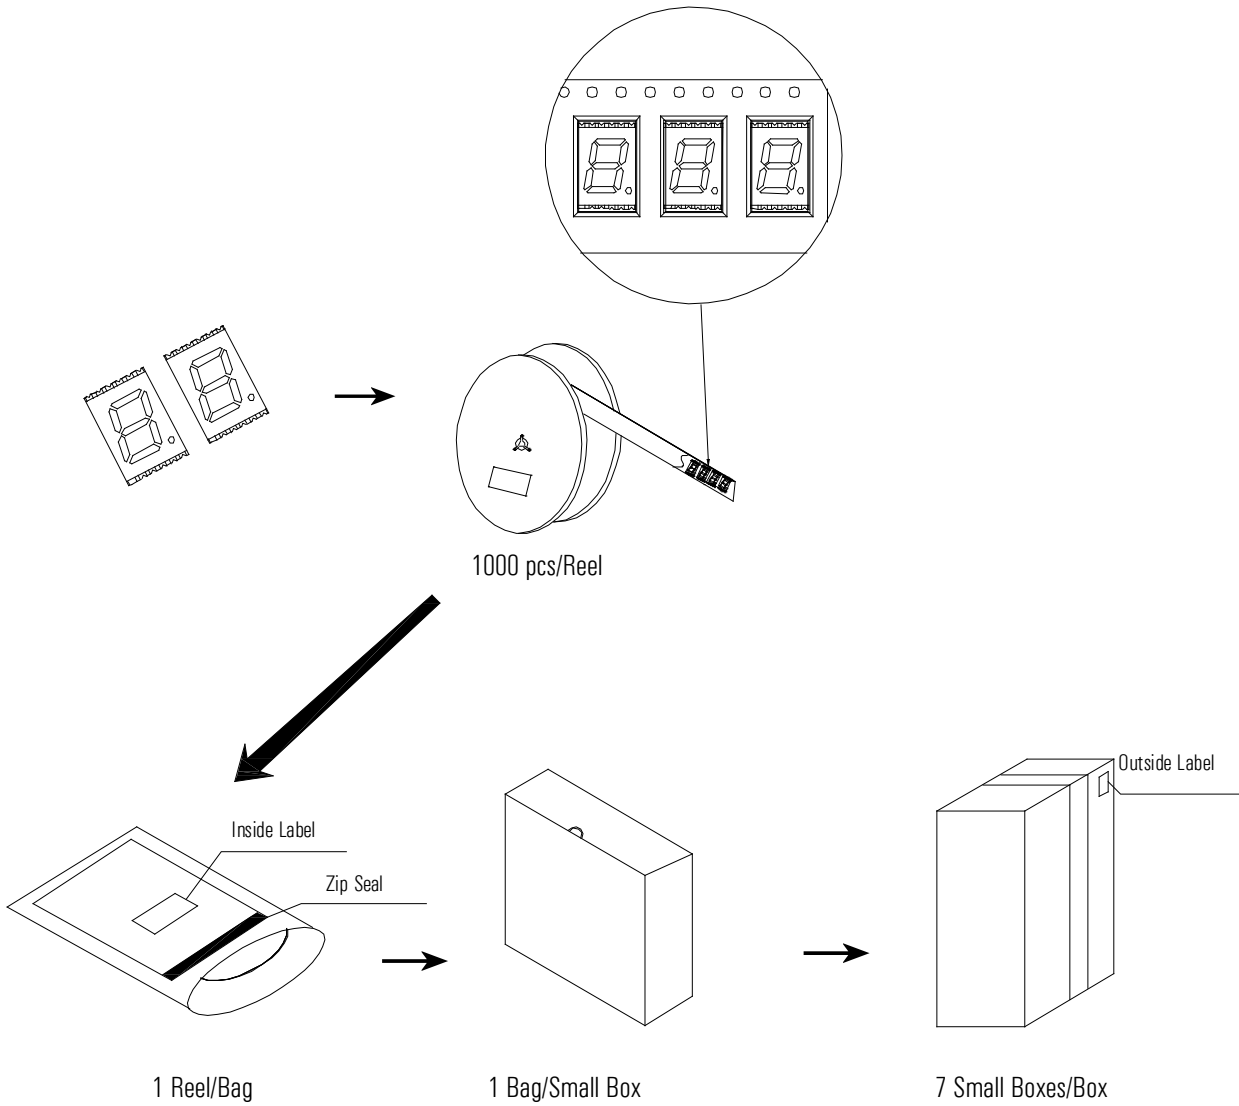 1000 pcs/Reel
Outside Label
Inside Label
Zip Seal
1 Reel/Bag
1 Bag/Small Box
7 Small Boxes/Box